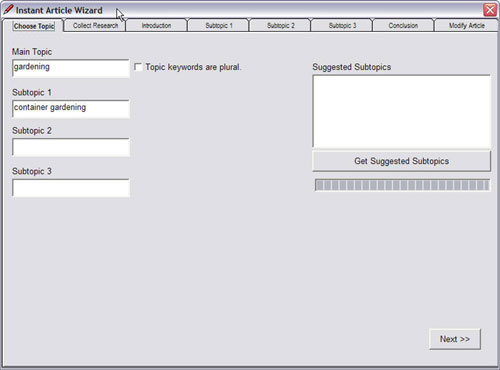 Instant Article Wizard
Choose Topic Collect Research Introduction Subtopic 1 Subtopic 2 Subtopic 3 Conclusion Modify Article
Main Topic
gardening
Topic keywords are plural.
Suggested Subtopics
Subtopic 1
container gardening
Subtopic 2
Get Suggested Subtopics
Subtopic 3
Next >>